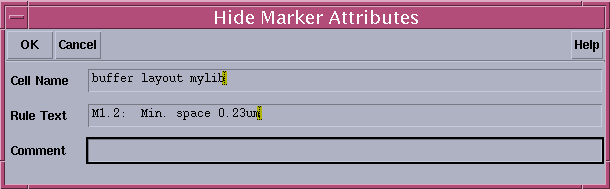 Hide Marker Attributes
OK Cancel Help
Cell Name buffer layout mylib
Rule Text M1.2:  Min. space 0.23um
Comment